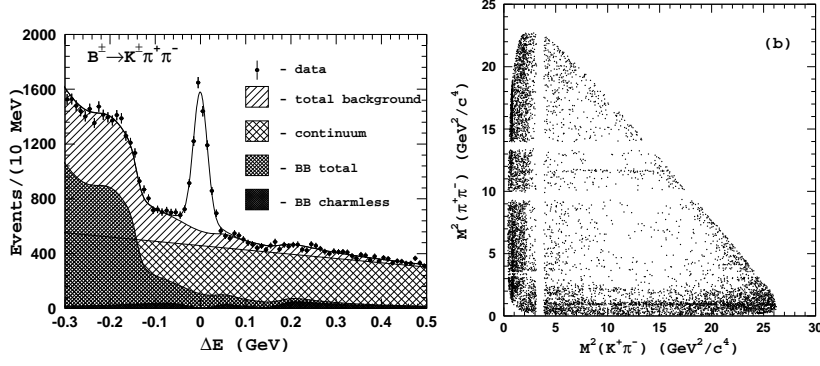 B± → K± π+ π−
- data
- total background
- continuum
- BB total
- BB charmless
Events/(10 MeV)
2000
1600
1200
800
400
0
-0.3 -0.2 -0.1 0 0.1 0.2 0.3 0.4 0.5
ΔE (GeV)
(b)
M²(π+π−) (GeV²/c⁴)
25
20
15
10
5
0
0 5 10 15 20 25 30
M²(K+π−) (GeV²/c⁴)